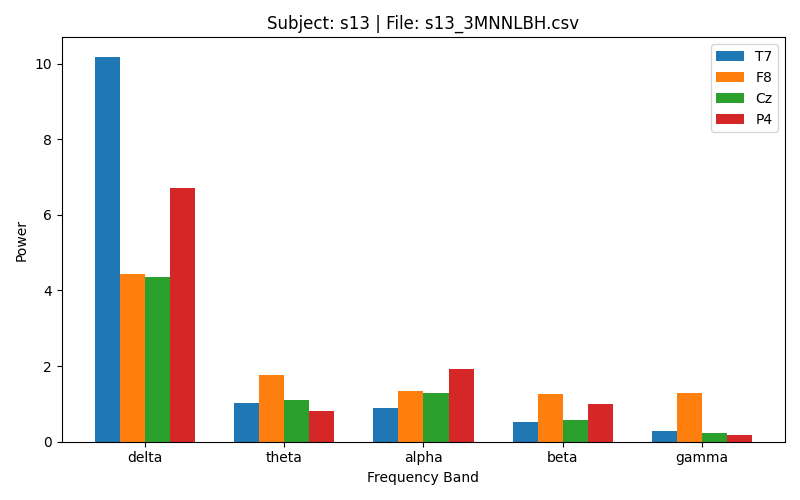 Subject: s13 | File: s13_3MNNLBH.csv
10
8
6
4
2
0
Power
T7
F8
Cz
P4
delta theta alpha beta gamma
Frequency Band